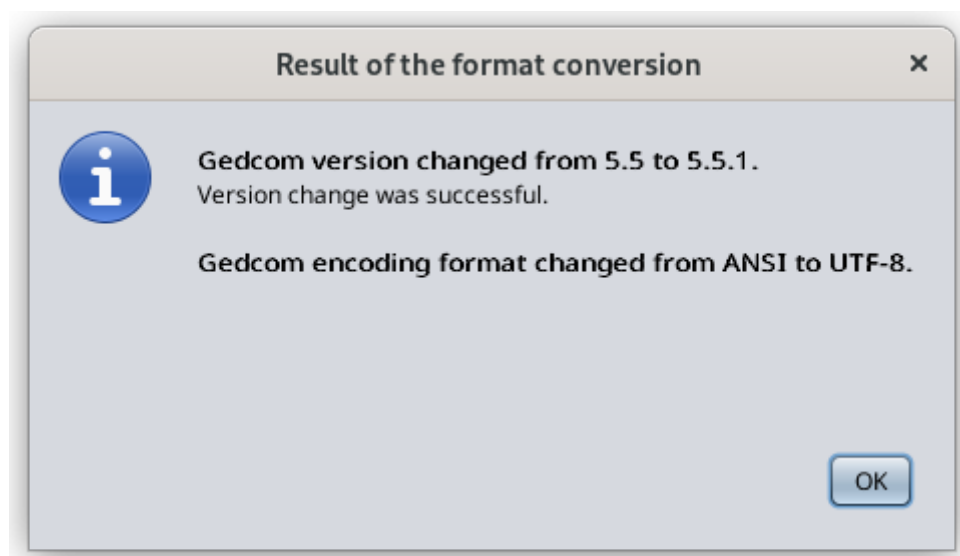 Result of the format conversion
Gedcom version changed from 5.5 to 5.5.1.
Version change was successful.
Gedcom encoding format changed from ANSI to UTF-8.
OK